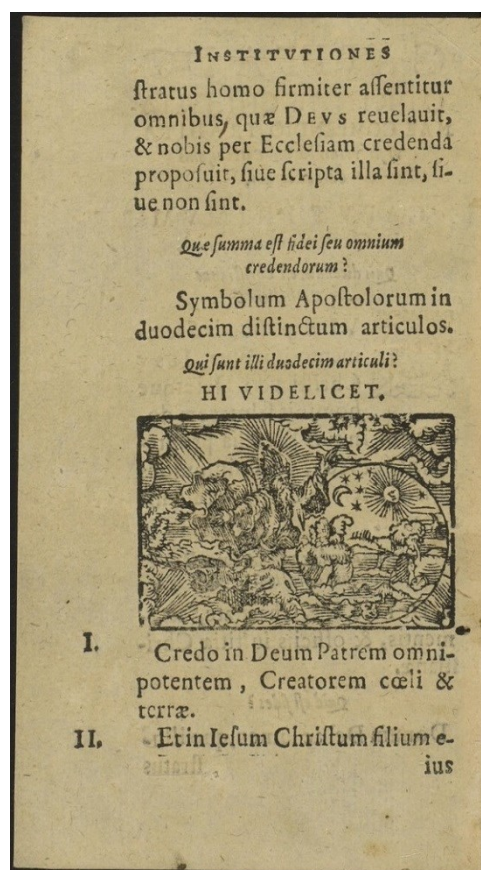 INSTITVTIONES
ſtratus homo firmiter aſſentitur
omnibus, quæ DEVS reuelauit,
& nobis per Eccleſiam credenda
propoſuit, ſiue ſcripta illa ſint, ſi-
ue non ſint.
Quæ ſumma eſt fidei ſeu omnium
credendorum?
Symbolum Apoſtolorum in
duodecim diſtinctum articulos.
Qui ſunt illi duodecim articuli?
HI VIDELICET.
I. Credo in Deum Patrem omni-
potentem, Creatorem cœli &
terræ.
II. Et in Ieſum Chriſtum filium e-
ius